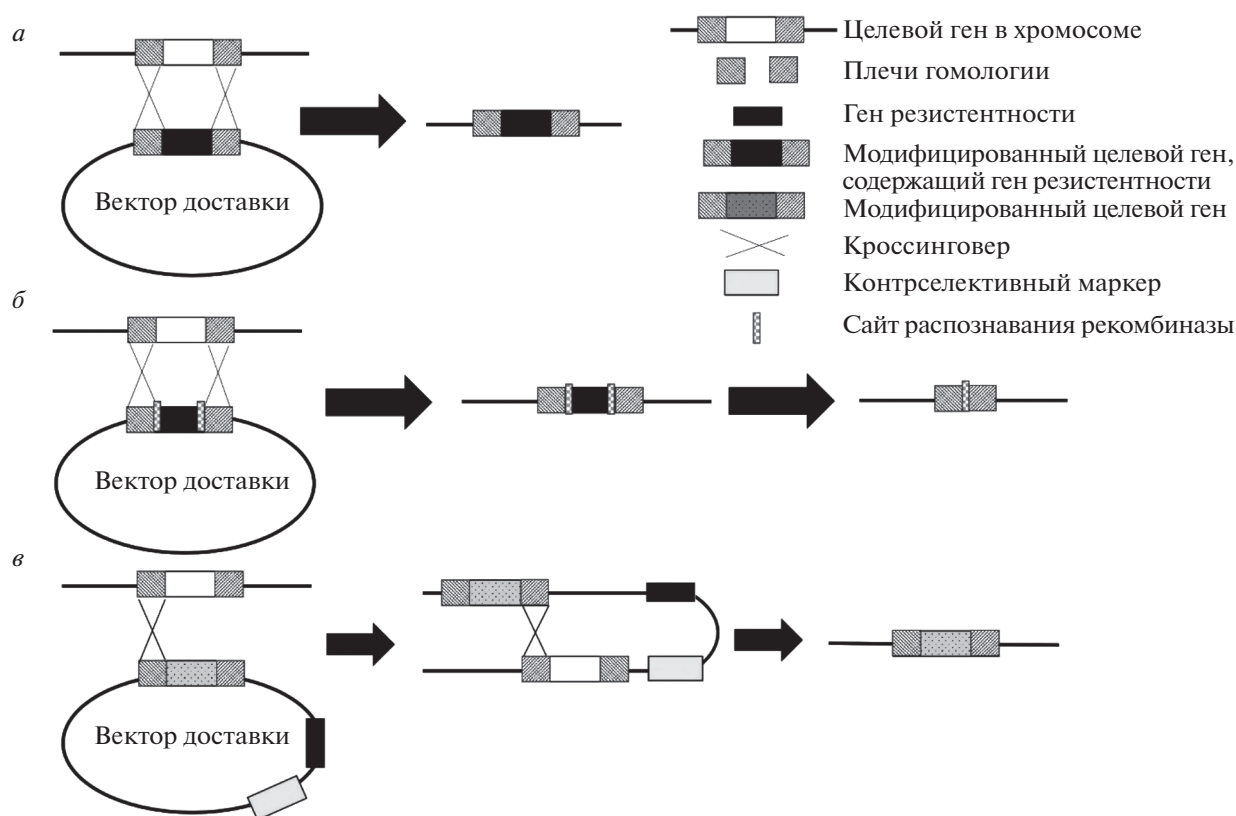 а
Вектор доставки
б
Вектор доставки
в
Вектор доставки
Целевой ген в хромосоме
Плечи гомологии
Ген резистентности
Модифицированный целевой ген,
содержащий ген резистентности
Модифицированный целевой ген
Кроссинговер
Контрселективный маркер
Сайт распознавания рекомбиназы